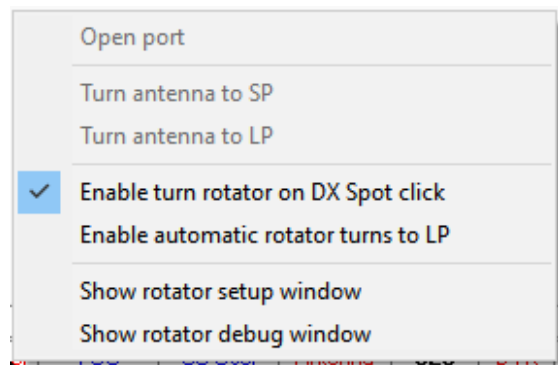 Open port
Turn antenna to SP
Turn antenna to LP
Enable turn rotator on DX Spot click
Enable automatic rotator turns to LP
Show rotator setup window
Show rotator debug window